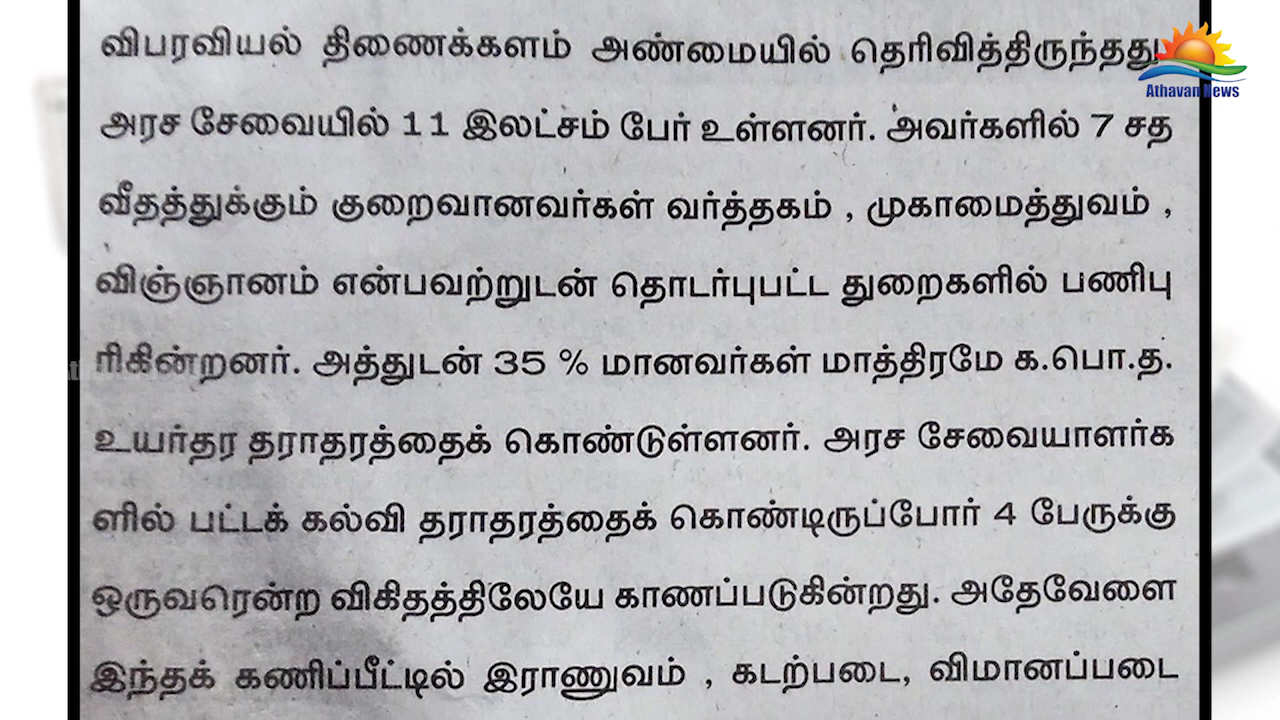 விபரவியல் திணைக்களம் அண்மையில் தெரிவித்திருந்தது.
Athavan News
அரச சேவையில் 11 இலட்சம் பேர் உள்ளனர். அவர்களில் 7 சத
வீதத்துக்கும் குறைவானவர்கள் வர்த்தகம் , முகாமைத்துவம் ,
விஞ்ஞானம் என்பவற்றுடன் தொடர்புபட்ட துறைகளில் பணிபு
ரிகின்றனர். அத்துடன் 35 % மானவர்கள் மாத்திரமே க.பொ.த.
உயர்தர தராதரத்தைக் கொண்டுள்ளனர். அரச சேவையாளர்க
ளில் பட்டக் கல்வி தராதரத்தைக் கொண்டிருப்போர் 4 பேருக்கு
ஒருவரென்ற விகிதத்திலேயே காணப்படுகின்றது. அதேவேளை
இந்தக் கணிப்பீட்டில் இராணுவம் , கடற்படை, விமானப்படை